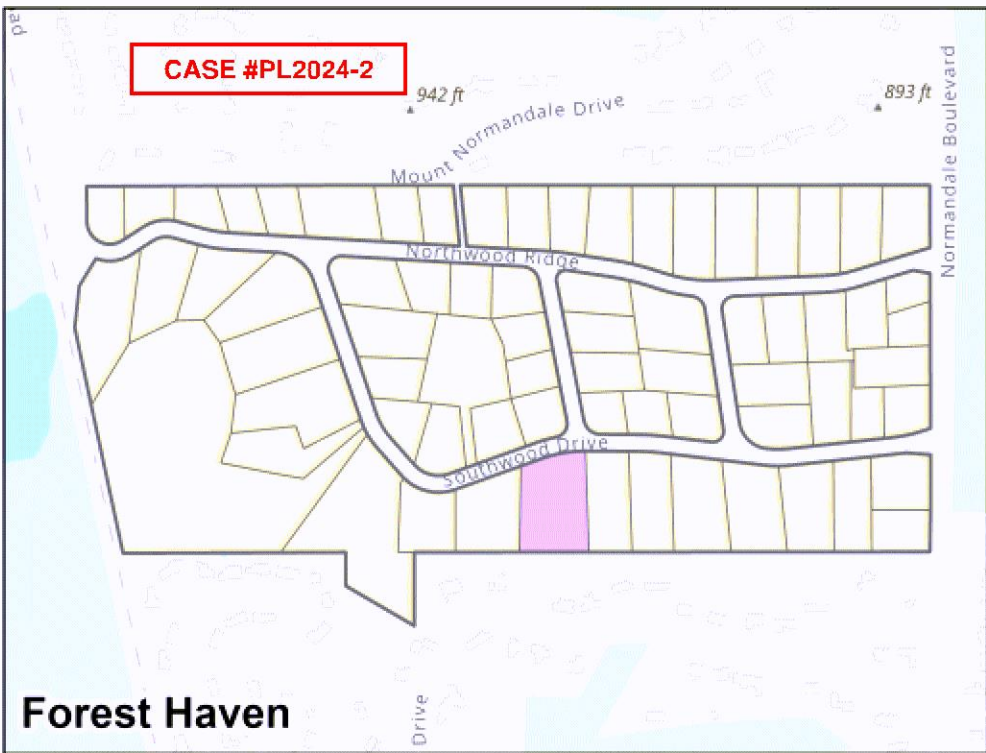 CASE #PL2024-2
942 ft
893 ft
Mount Normandale Drive
Normandale Boulevard
Northwood Ridge
Southwood Drive
Forest Haven
Drive